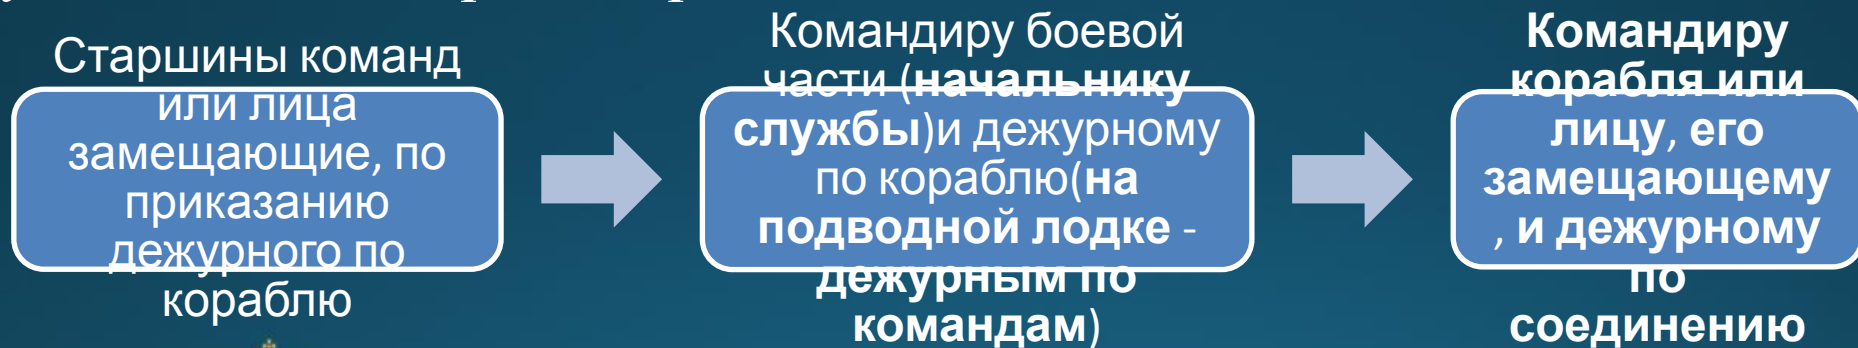 Старшины команд
или лица
замещающие, по
приказанию
дежурного по
кораблю
Командиру боевой
части (начальнику
службы)и дежурному
по кораблю(на
подводной лодке -
дежурным по
командам)
Командиру
корабля или
лицу, его
замещающему
, и дежурному
по
соединению